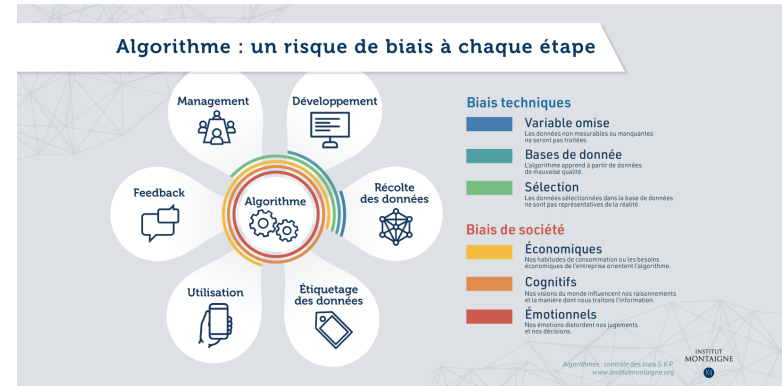 Algorithme : un risque de biais à chaque étape
Management
Développement
Feedback
Algorithme
Récolte
des données
Utilisation
Étiquetage
des données
Biais techniques
Variable omise
Les données non mesurables ou manquantes
ne seront pas traitées.
Bases de donnée
L'algorithme apprend à partir de données
de mauvaise qualité.
Sélection
Les données sélectionnées dans la base de données
ne sont pas représentatives de la réalité.
Biais de société
Économiques
Nos habitudes de consommation ou les besoins
économiques de l'entreprise orientent l'algorithme.
Cognitifs
Nos visions du monde influencent nos raisonnements
et la manière dont nous traitons l'information.
Émotionnels
Nos émotions distordent nos jugements
et nos décisions.
Algorithmes : contrôle des biais S.V.P.
www.institutmontaigne.org
INSTITUT
MONTAIGNE
M